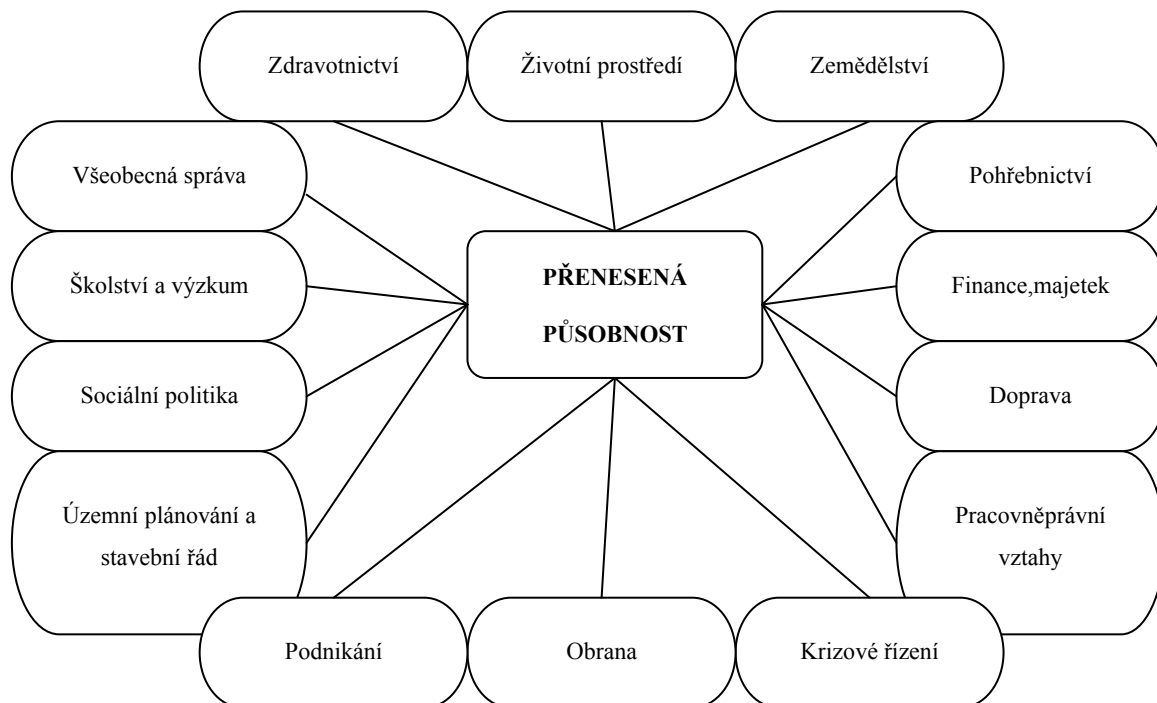 Zdravotnictví
Životní prostředí
Zemědělství
Všeobecná správa
Pohřebnictví
PŘENESENÁ
PŮSOBNOST
Školství a výzkum
Finance,majetek
Sociální politika
Doprava
Územní plánování a
stavební řád
Pracovněprávní
vztahy
Podnikání
Obrana
Krizové řízení